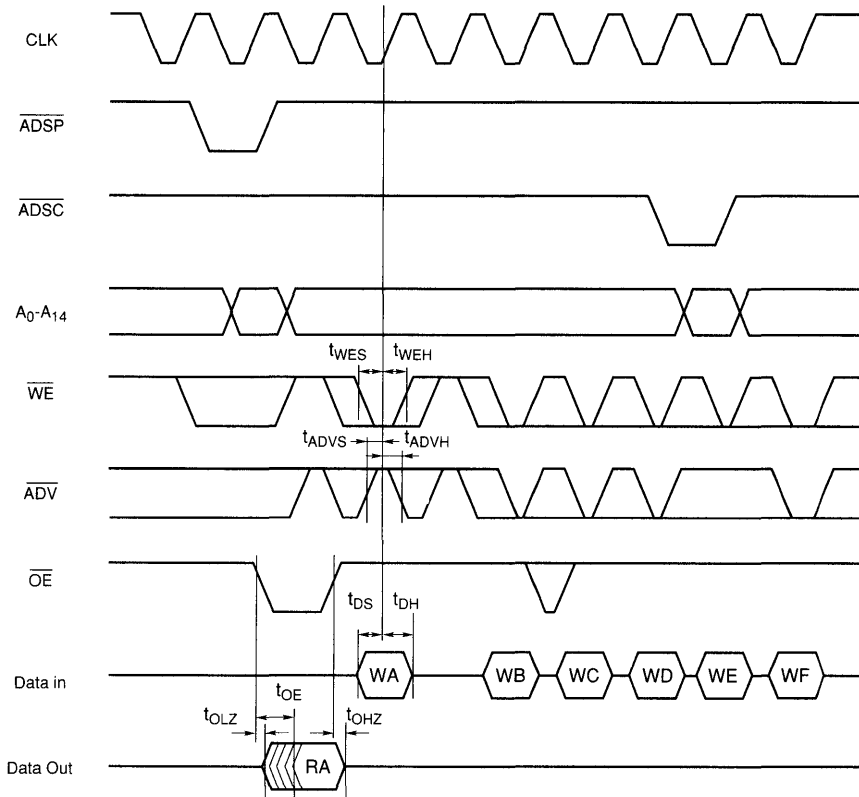 CLK
ADSP
ADSC
A0-A14
tWES
tWEH
WE
tADVS
tADVH
ADV
OE
tDS
tDH
Data in
WA
WB
WC
WD
WE
WF
tOE
tOLZ
tOHZ
Data Out
RA